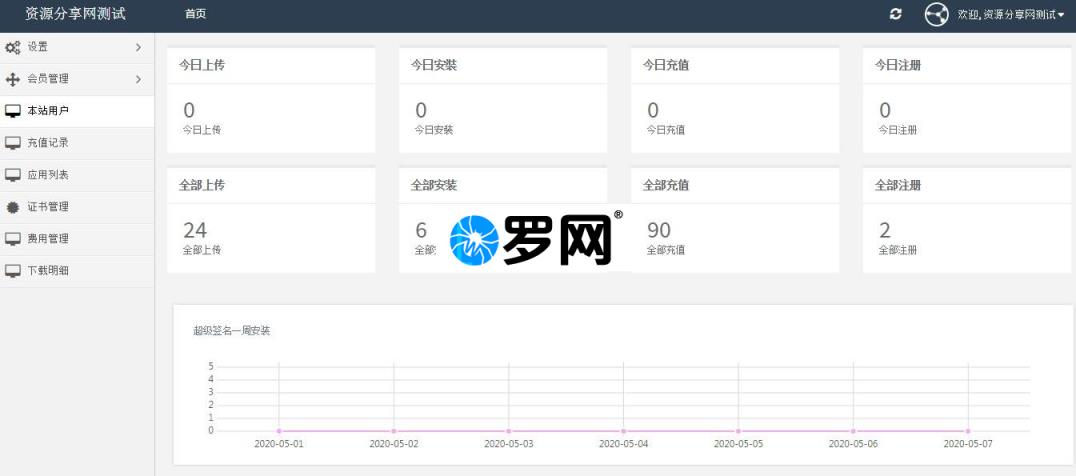 资源分享网测试 首页 欢迎,资源分享网测试
设置
会员管理
本站用户
充值记录
应用列表
证书管理
费用管理
下载明细
今日上传 今日安装 今日充值 今日注册
0 0 0 0
今日上传 今日安装 今日充值 今日注册
全部上传 全部安装 全部充值 全部注册
24 6 90 2
全部上传 全部 全部充值 全部注册
罗网®
超级签名一周安装
5
4
3
2
1
0
2020-05-01 2020-05-02 2020-05-03 2020-05-04 2020-05-05 2020-05-06 2020-05-07